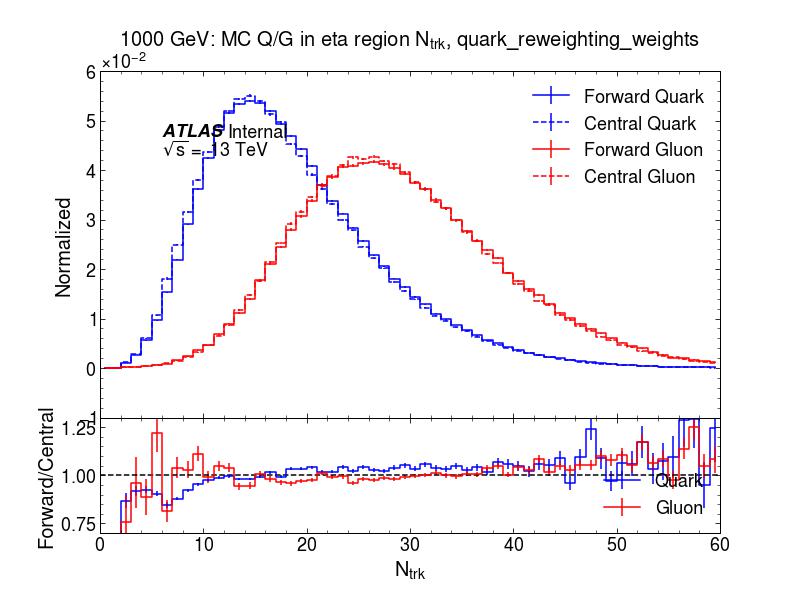 1000 GeV: MC Q/G in eta region N_trk, quark_reweighting_weights
×10⁻²
6
5
4
3
2
1
0
1
Normalized
ATLAS Internal
√s = 13 TeV
Forward Quark
Central Quark
Forward Gluon
Central Gluon
1.25
1.00
0.75
Forward/Central
Quark
Gluon
0 10 20 30 40 50 60
N_trk